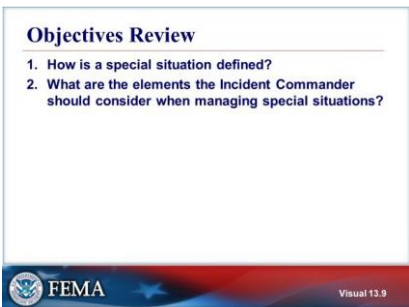 Objectives Review
1. How is a special situation defined?
2. What are the elements the Incident Commander
should consider when managing special situations?
FEMA
Visual 13.9